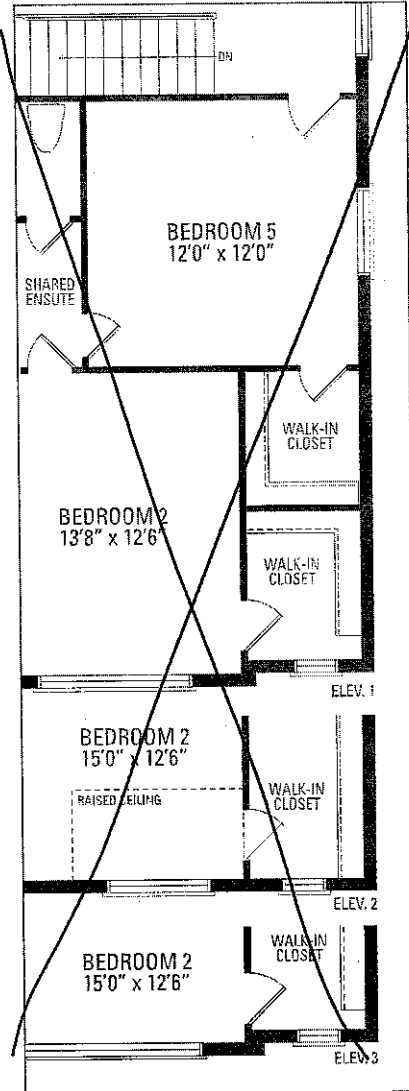 DN
BEDROOM 5
12'0" x 12'0"
SHARED
ENSUTE
WALK-IN
CLOSET
BEDROOM 2
13'8" x 12'6"
WALK-IN
CLOSET
ELEV. 1
BEDROOM 2
15'0" x 12'6"
RAISED CEILING
WALK-IN
CLOSET
ELEV. 2
WALK-IN
CLOSET
BEDROOM 2
15'0" x 12'6"
ELEV. 3